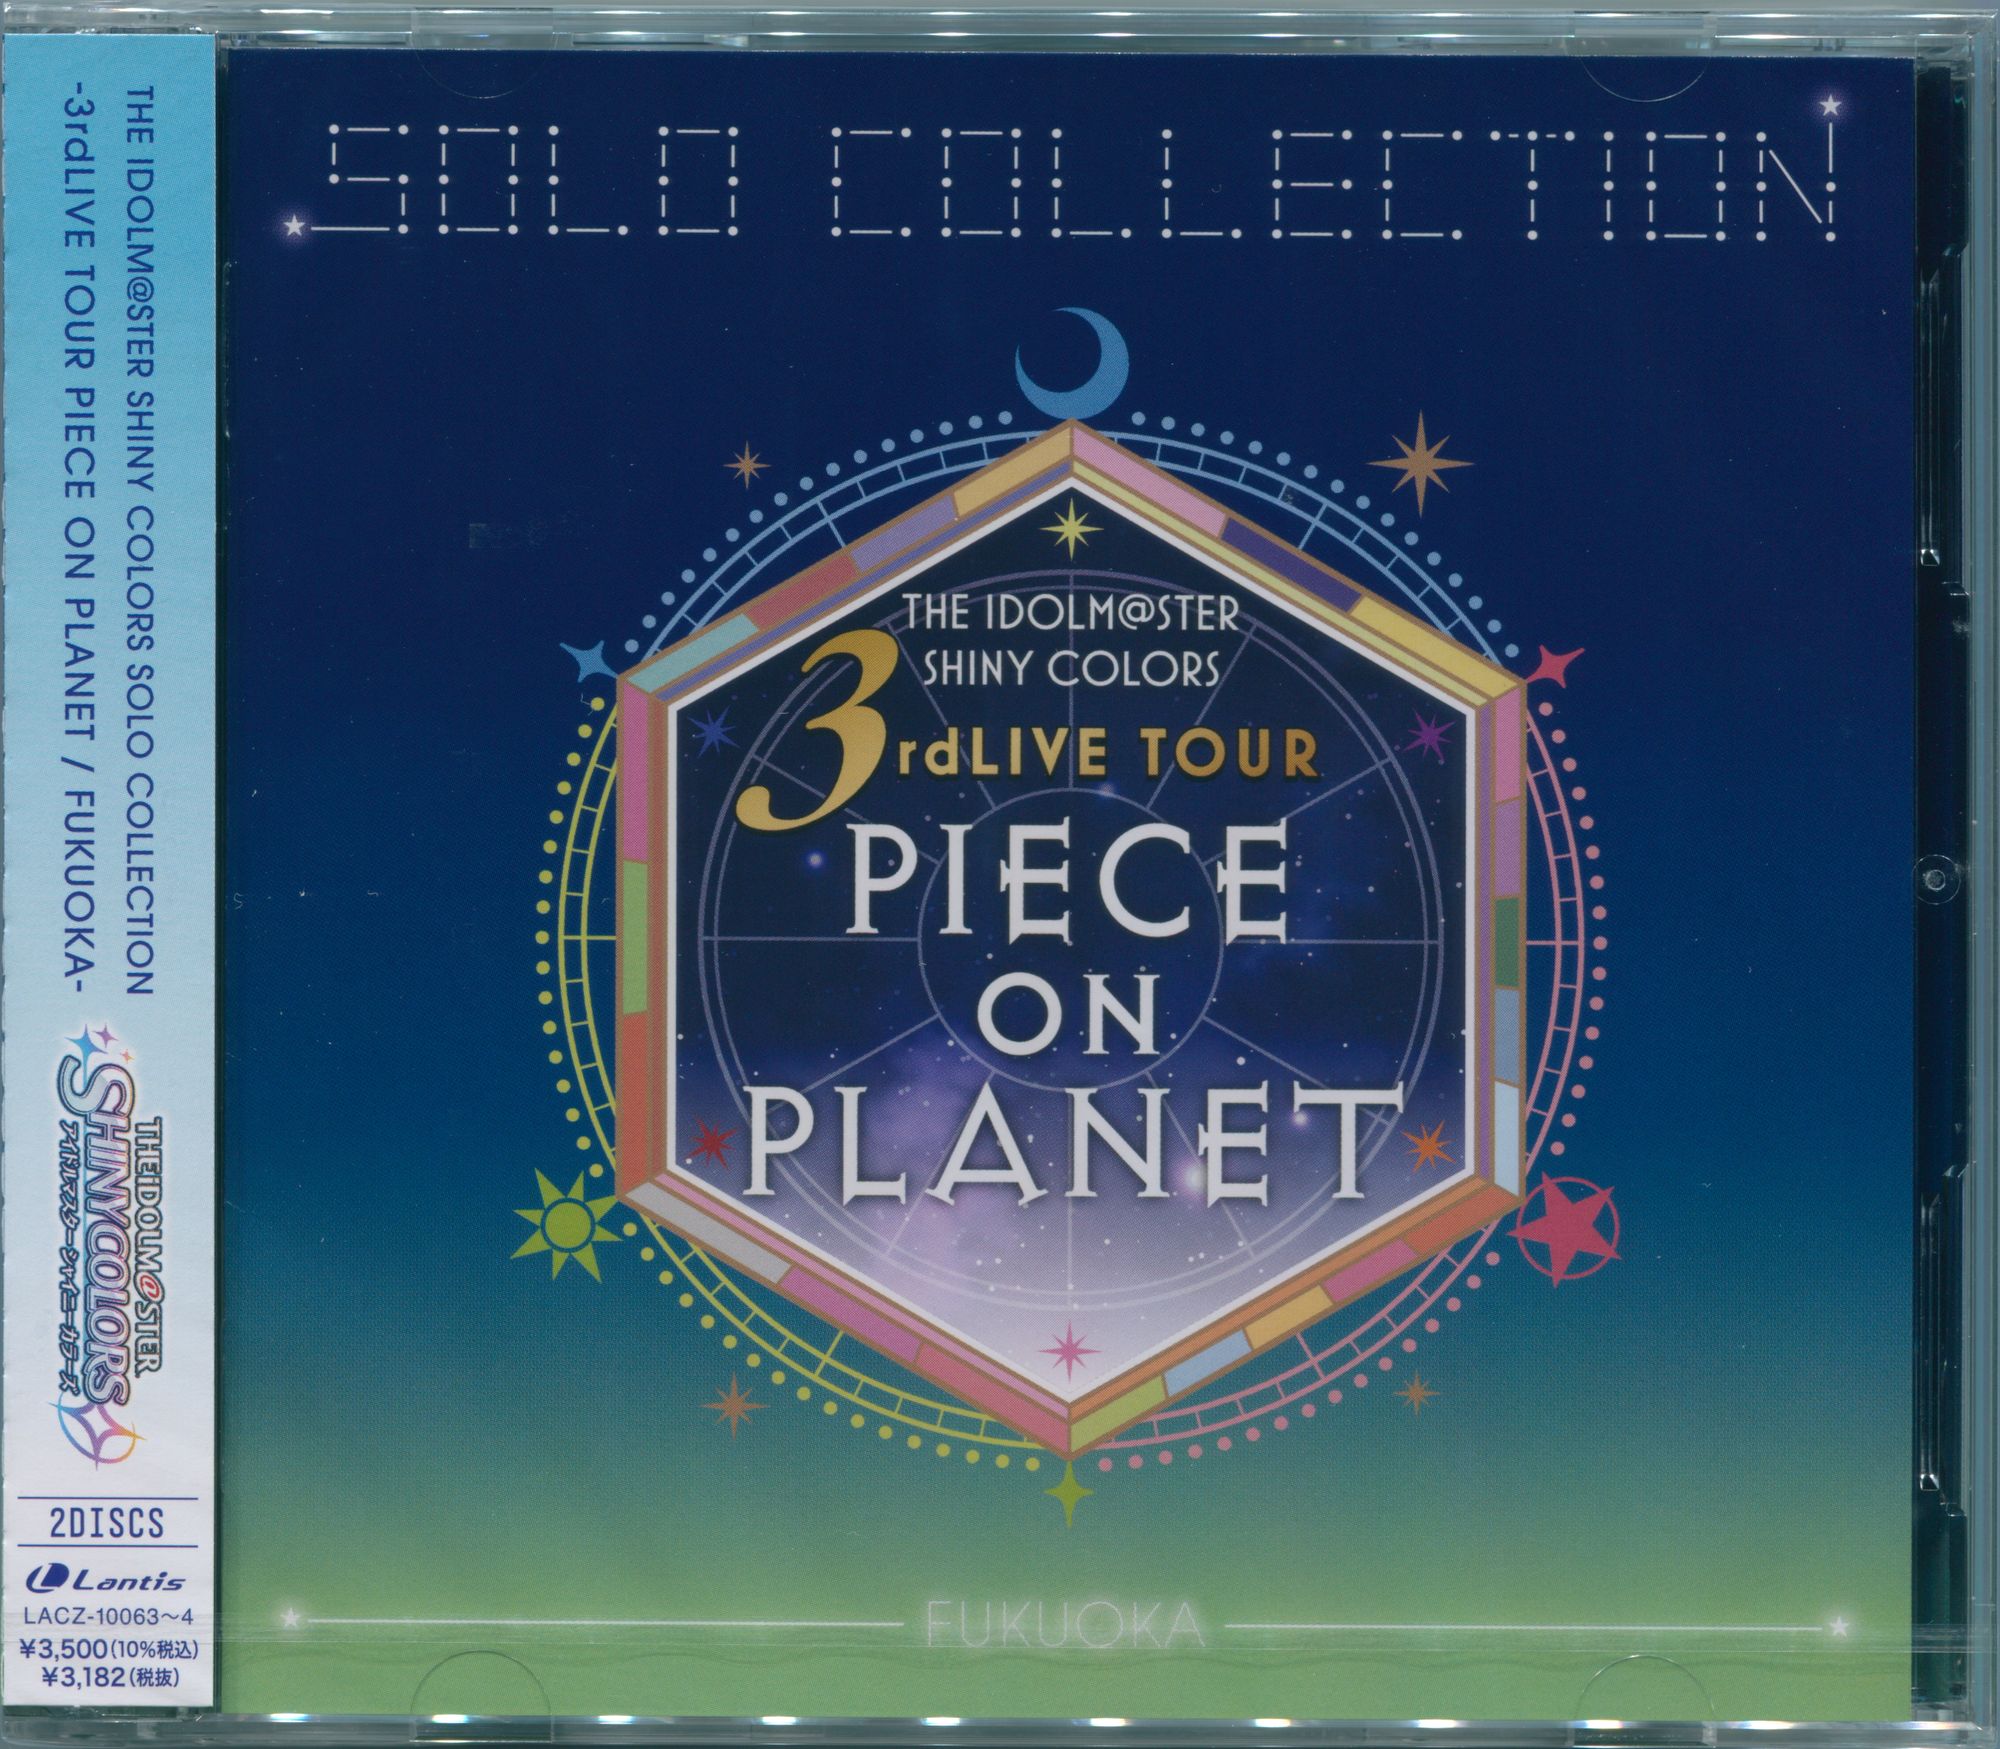 THE IDOLM@STER SHINY COLORS SOLO COLLECTION
-3rdLIVE TOUR PIECE ON PLANET / FUKUOKA-
THE iDOLM@STER
SHINYCOLORS
アイドルマスターシャイニーカラーズ
2DISCS
Lantis
LACZ-10063~4
¥3,500(10%税込)
¥3,182(税抜)
SOLO COLLECTION
THE IDOLM@STER
SHINY COLORS
3rdLIVE TOUR
PIECE
ON
PLANET
FUKUOKA